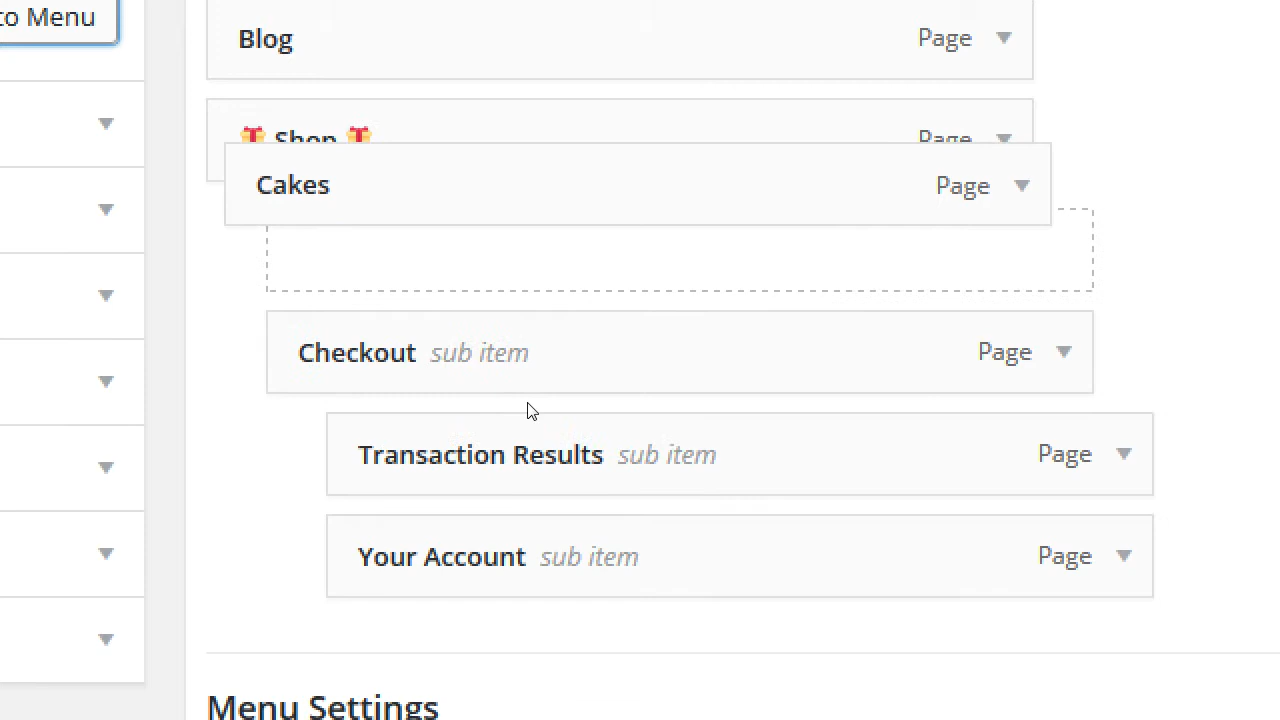 to Menu
Blog Page
🎁 Shop 🎁 Page
Cakes Page
Checkout sub item Page
Transaction Results sub item Page
Your Account sub item Page
Menu Settings